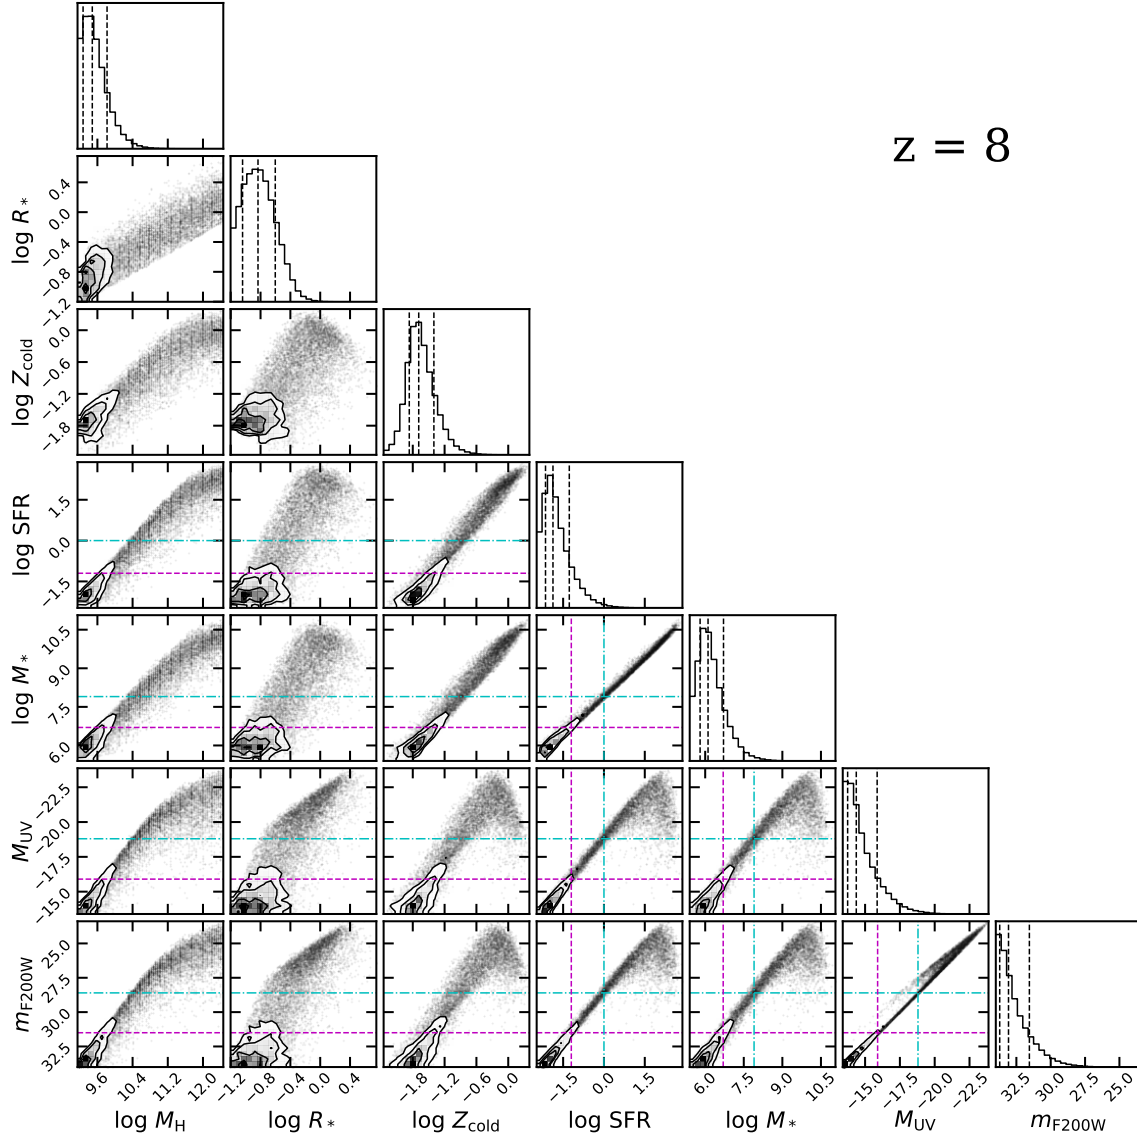 z = 8
0.4
0.0
−0.4
−0.8
−1.2
log R*
0.0
−0.6
−1.2
−1.8
log Zcold
1.5
0.0
−1.5
log SFR
10.5
9.0
7.5
6.0
log M*
−22.5
−20.0
−17.5
−15.0
MUV
25.0
27.5
30.0
32.5
mF200W
9.6 10.4 11.2 12.0 −1.2 −0.8 −0.4 0.0 0.4 −1.8 −1.2 −0.6 0.0 −1.5 0.0 1.5 6.0 7.5 9.0 10.5 −15.0 −17.5 −20.0 −22.5 32.5 30.0 27.5 25.0
log MH log R* log Zcold log SFR log M* MUV mF200W